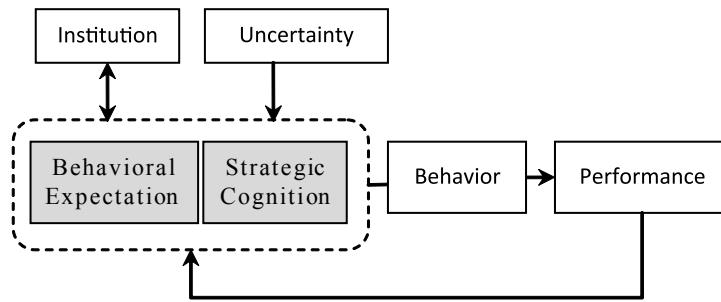 Institution
Uncertainty
Behavioral
Expectation
Strategic
Cognition
Behavior
Performance